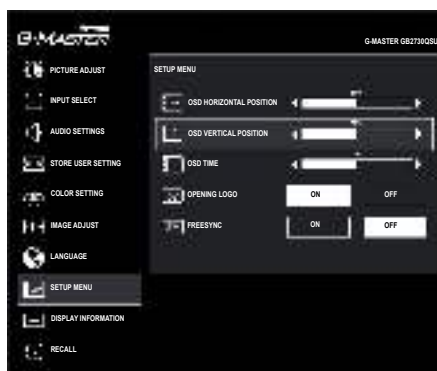 G-MASTER
G-MASTER GB2730QSU
PICTURE ADJUST
INPUT SELECT
AUDIO SETTINGS
STORE USER SETTING
COLOR SETTING
IMAGE ADJUST
LANGUAGE
SETUP MENU
DISPLAY INFORMATION
RECALL
SETUP MENU
OSD HORIZONTAL POSITION
OSD VERTICAL POSITION
OSD TIME
OPENING LOGO ON OFF
FREESYNC ON OFF